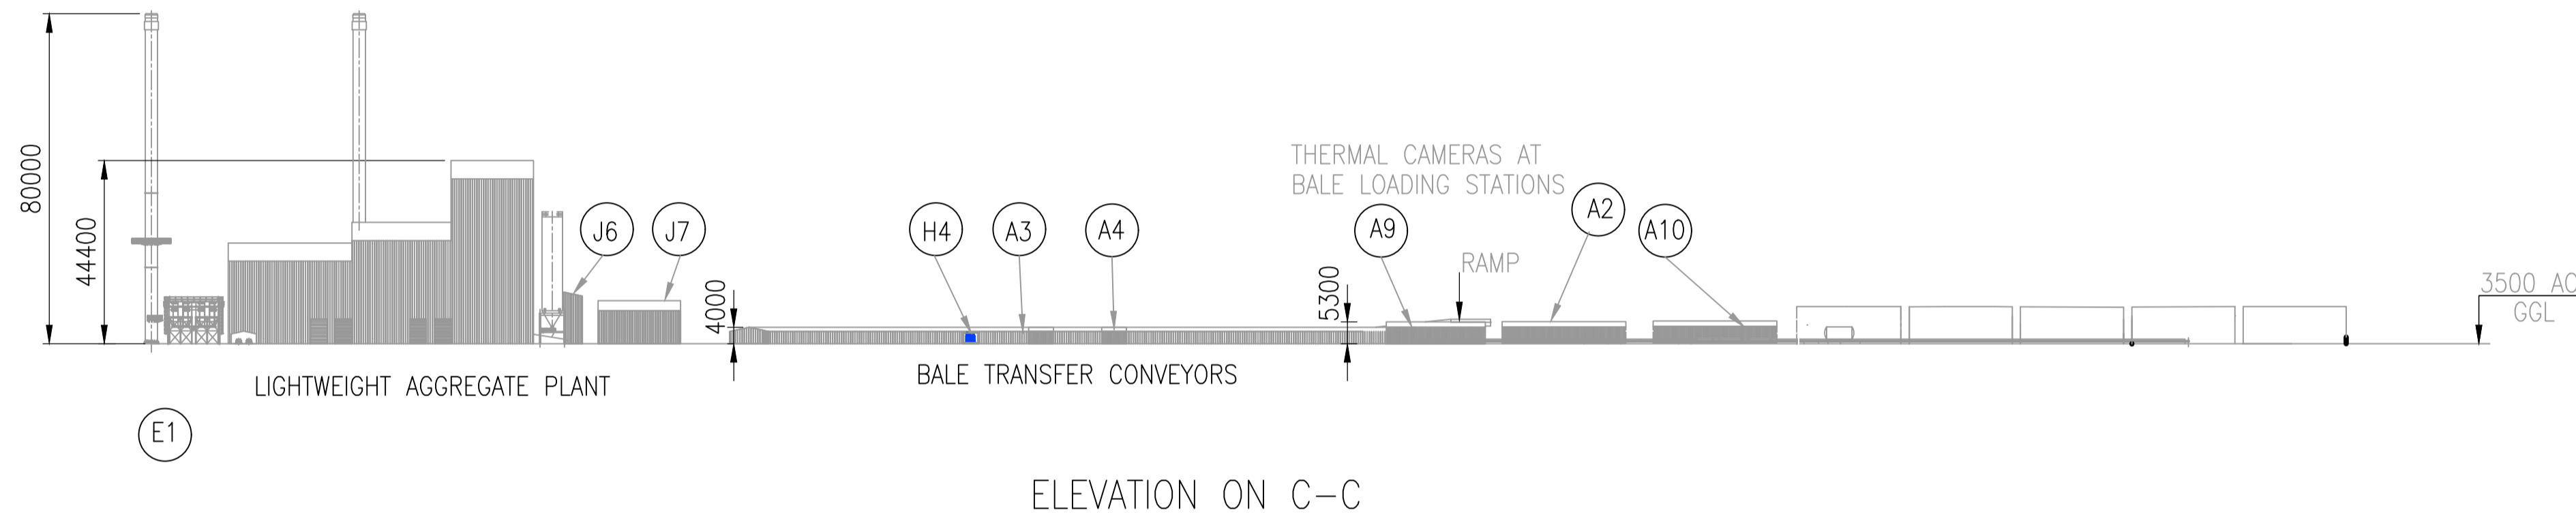 80000
44400
J6
J7
4000
H4
A3
A4
THERMAL CAMERAS AT
BALE LOADING STATIONS
5300
A9
RAMP
A2
A10
3500 AO
GGL
LIGHTWEIGHT AGGREGATE PLANT
BALE TRANSFER CONVEYORS
E1
ELEVATION ON C-C